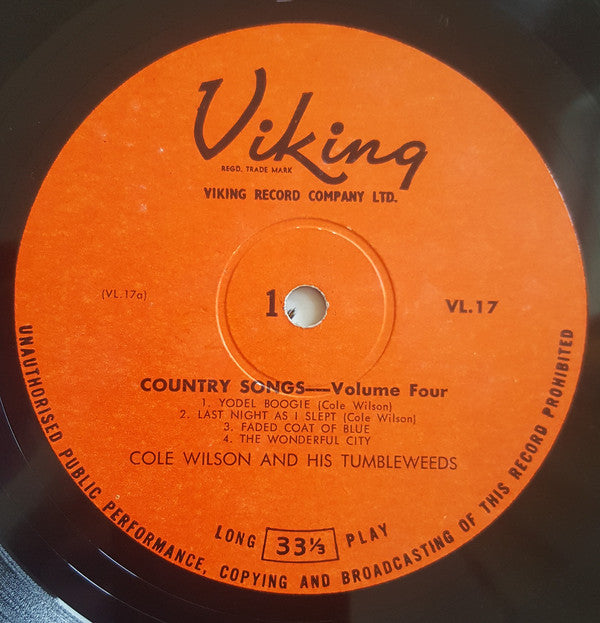 Viking
REGD. TRADE MARK
VIKING RECORD COMPANY LTD.
(VL.17a)
1
VL.17
COUNTRY SONGS—Volume Four
1. YODEL BOOGIE (Cole Wilson)
2. LAST NIGHT AS I SLEPT (Cole Wilson)
3. FADED COAT OF BLUE
4. THE WONDERFUL CITY
COLE WILSON AND HIS TUMBLEWEEDS
LONG 33⅓ PLAY
UNAUTHORISED PUBLIC PERFORMANCE, COPYING AND BROADCASTING OF THIS RECORD PROHIBITED